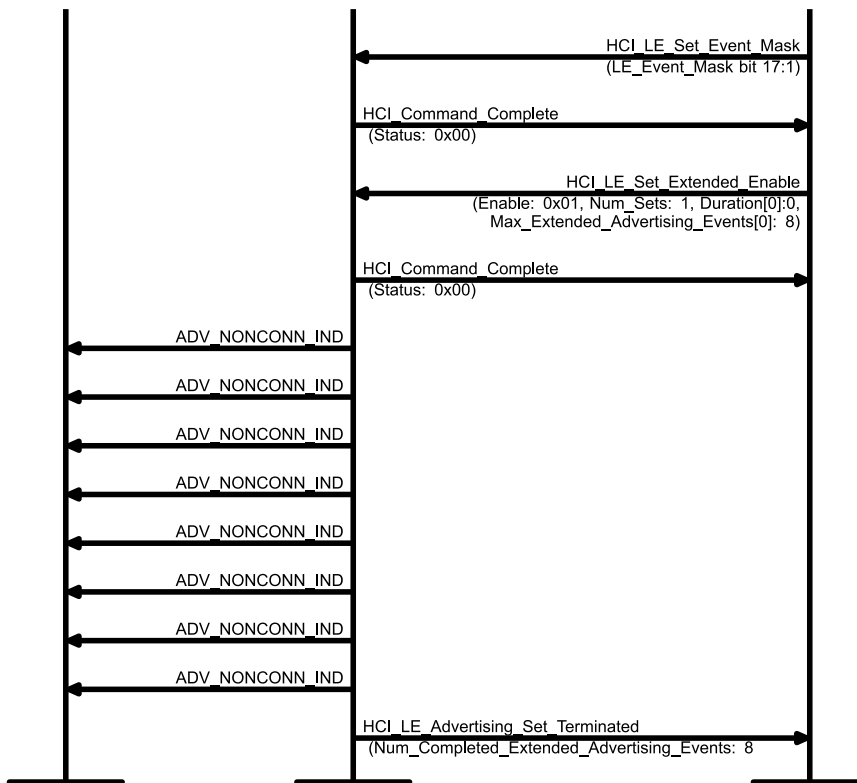 HCI_LE_Set_Event_Mask
(LE_Event_Mask bit 17:1)
HCI_Command_Complete
(Status: 0x00)
HCI_LE_Set_Extended_Enable
(Enable: 0x01, Num_Sets: 1, Duration[0]:0,
Max_Extended_Advertising_Events[0]: 8)
HCI_Command_Complete
(Status: 0x00)
ADV_NONCONN_IND
ADV_NONCONN_IND
ADV_NONCONN_IND
ADV_NONCONN_IND
ADV_NONCONN_IND
ADV_NONCONN_IND
ADV_NONCONN_IND
ADV_NONCONN_IND
HCI_LE_Advertising_Set_Terminated
(Num_Completed_Extended_Advertising_Events: 8